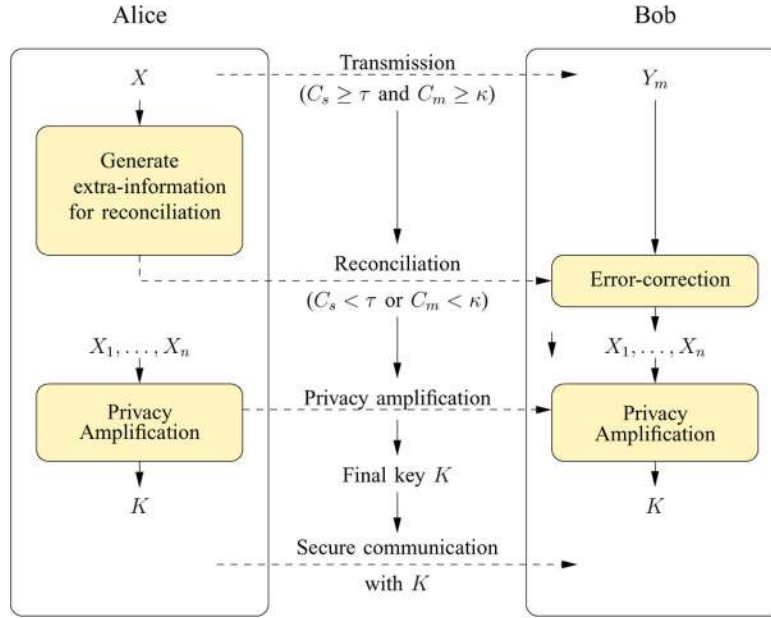 Alice
Bob
X
Transmission
Y_m
(C_s ≥ τ and C_m ≥ κ)
Generate
extra-information
for reconciliation
Reconciliation
Error-correction
(C_s < τ or C_m < κ)
X_1, . . . , X_n
X_1, . . . , X_n
Privacy
Amplification
Privacy amplification
Privacy
Amplification
Final key K
K
K
Secure communication
with K